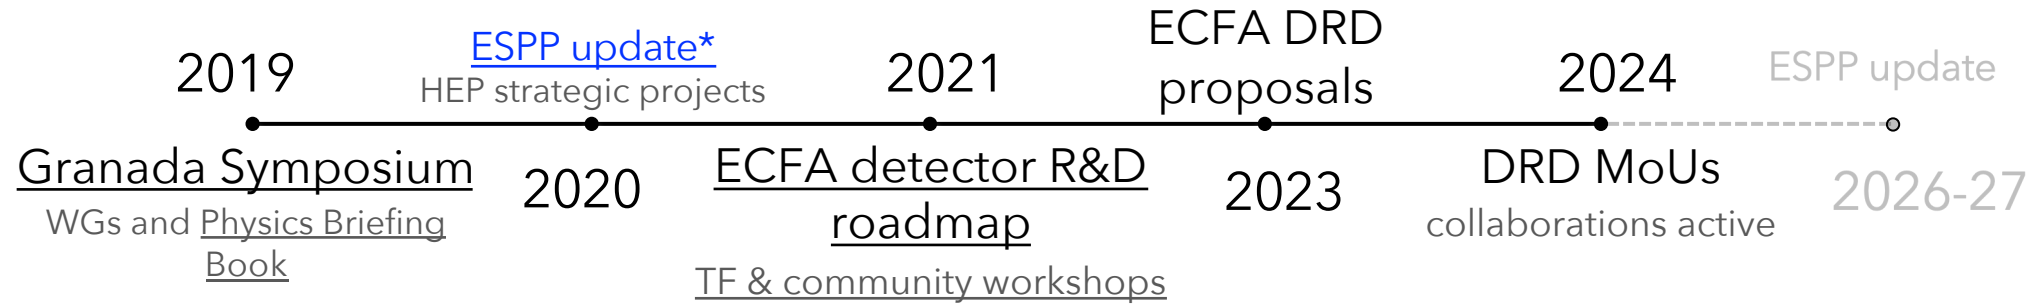 2019
Granada Symposium
WGs and Physics Briefing
Book
ESPP update*
HEP strategic projects
2020
2021
ECFA detector R&D
roadmap
TF & community workshops
ECFA DRD
proposals
2023
2024
DRD MoUs
collaborations active
ESPP update
2026-27